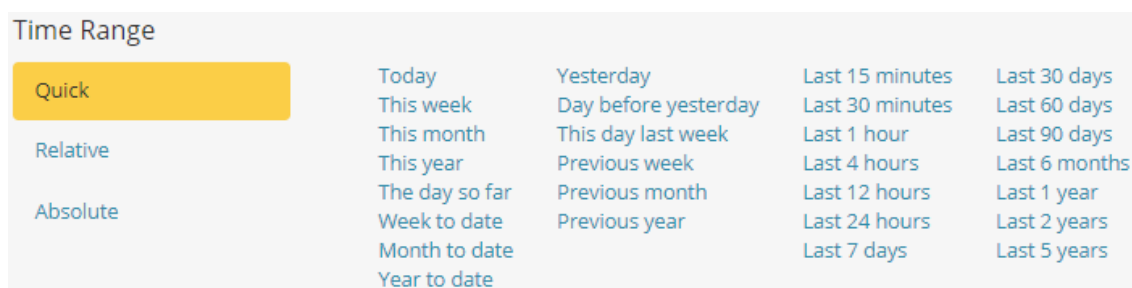 Time Range
Quick
Relative
Absolute
Today
This week
This month
This year
The day so far
Week to date
Month to date
Year to date
Yesterday
Day before yesterday
This day last week
Previous week
Previous month
Previous year
Last 15 minutes
Last 30 minutes
Last 1 hour
Last 4 hours
Last 12 hours
Last 24 hours
Last 7 days
Last 30 days
Last 60 days
Last 90 days
Last 6 months
Last 1 year
Last 2 years
Last 5 years